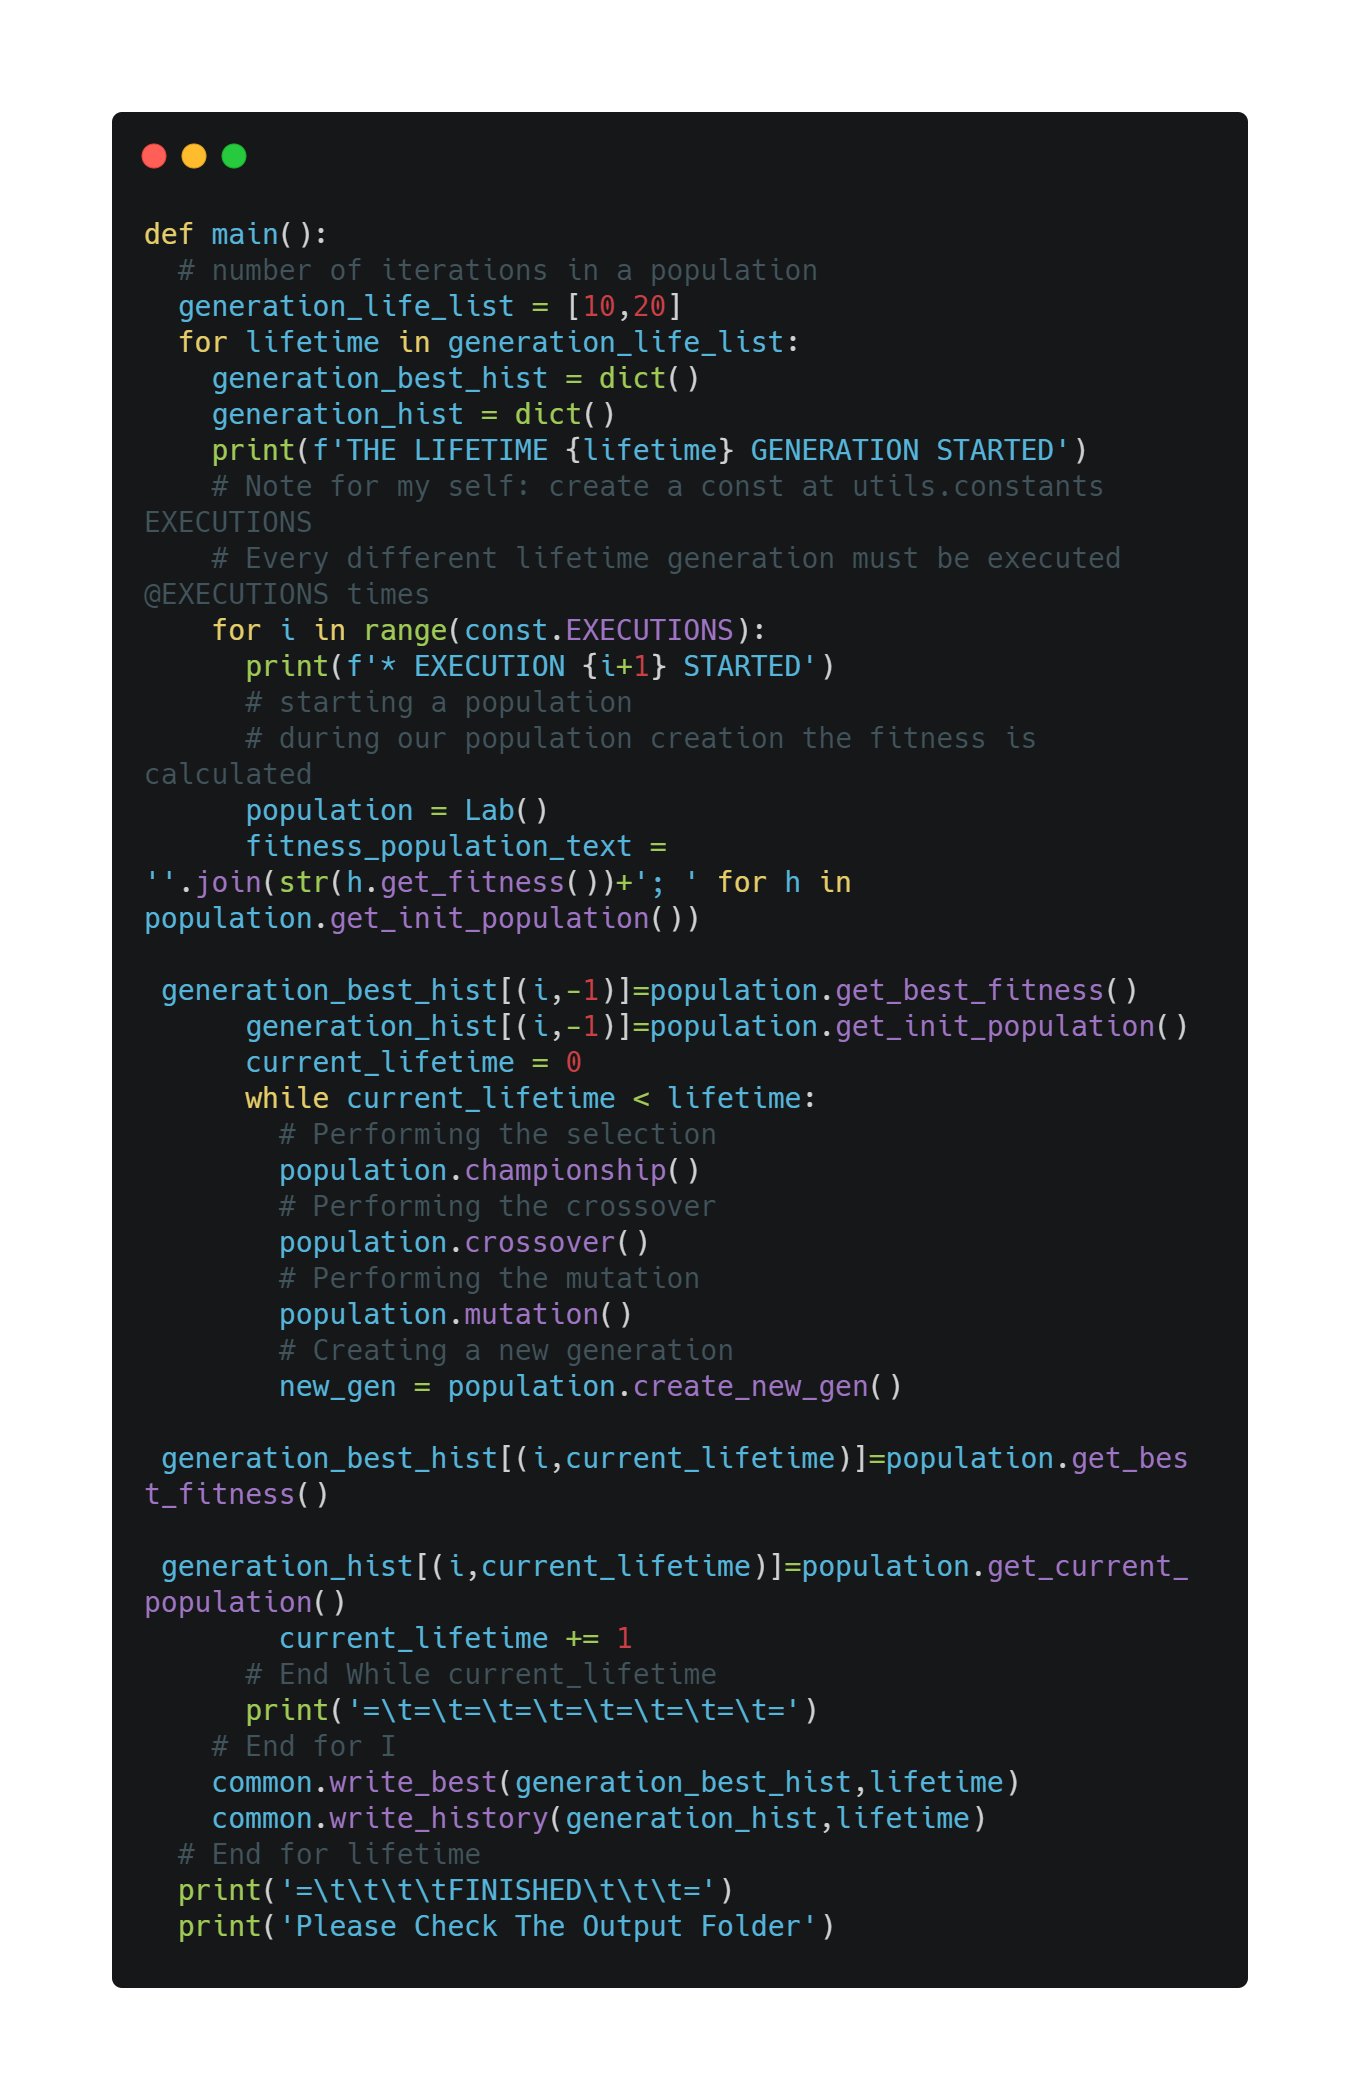 def main():
  # number of iterations in a population
  generation_life_list = [10,20]
  for lifetime in generation_life_list:
    generation_best_hist = dict()
    generation_hist = dict()
    print(f'THE LIFETIME {lifetime} GENERATION STARTED')
    # Note for my self: create a const at utils.constants
EXECUTIONS
    # Every different lifetime generation must be executed
@EXECUTIONS times
    for i in range(const.EXECUTIONS):
      print(f'* EXECUTION {i+1} STARTED')
      # starting a population
      # during our population creation the fitness is
calculated
      population = Lab()
      fitness_population_text =
''.join(str(h.get_fitness())+'; ' for h in
population.get_init_population())

 generation_best_hist[(i,-1)]=population.get_best_fitness()
      generation_hist[(i,-1)]=population.get_init_population()
      current_lifetime = 0
      while current_lifetime < lifetime:
        # Performing the selection
        population.championship()
        # Performing the crossover
        population.crossover()
        # Performing the mutation
        population.mutation()
        # Creating a new generation
        new_gen = population.create_new_gen()

 generation_best_hist[(i,current_lifetime)]=population.get_bes
t_fitness()

 generation_hist[(i,current_lifetime)]=population.get_current_
population()
        current_lifetime += 1
      # End While current_lifetime
      print('=\t=\t=\t=\t=\t=\t=\t=\t=')
    # End for I
    common.write_best(generation_best_hist,lifetime)
    common.write_history(generation_hist,lifetime)
  # End for lifetime
  print('=\t\t\t\tFINISHED\t\t\t=')
  print('Please Check The Output Folder')